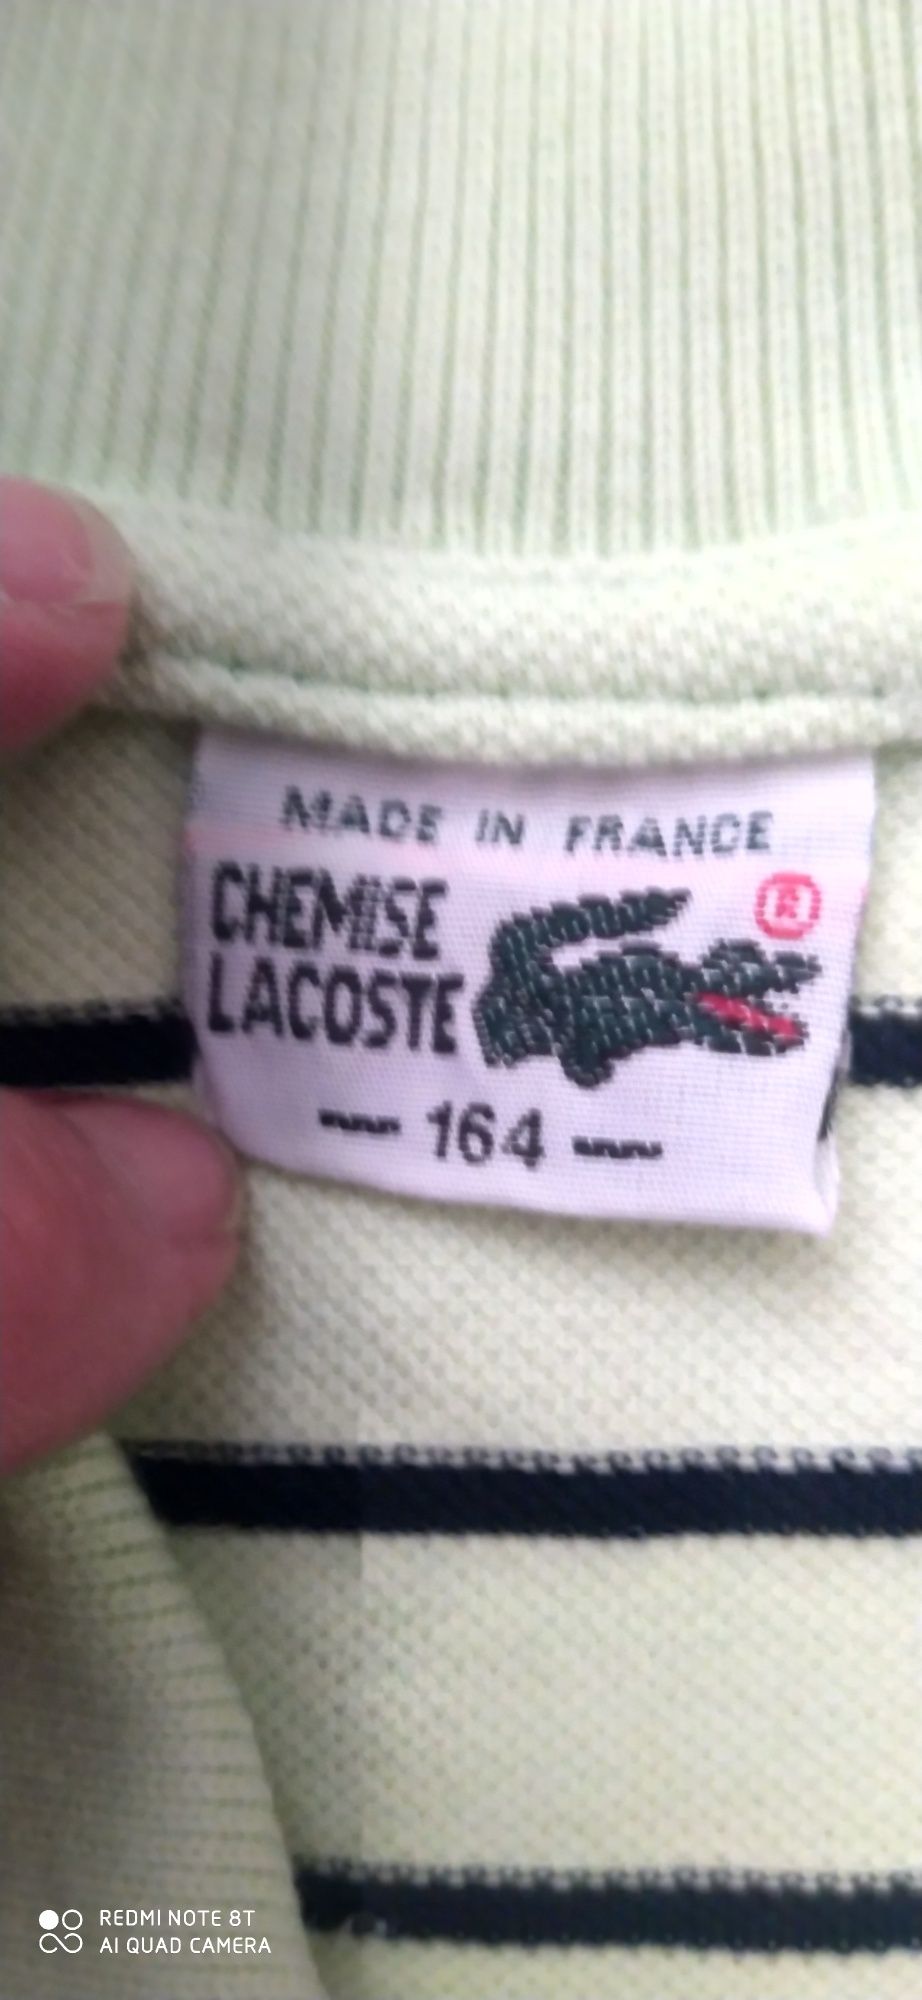 MADE IN FRANCE
CHEMISE
LACOSTE
®
164
REDMI NOTE 8T
AI QUAD CAMERA